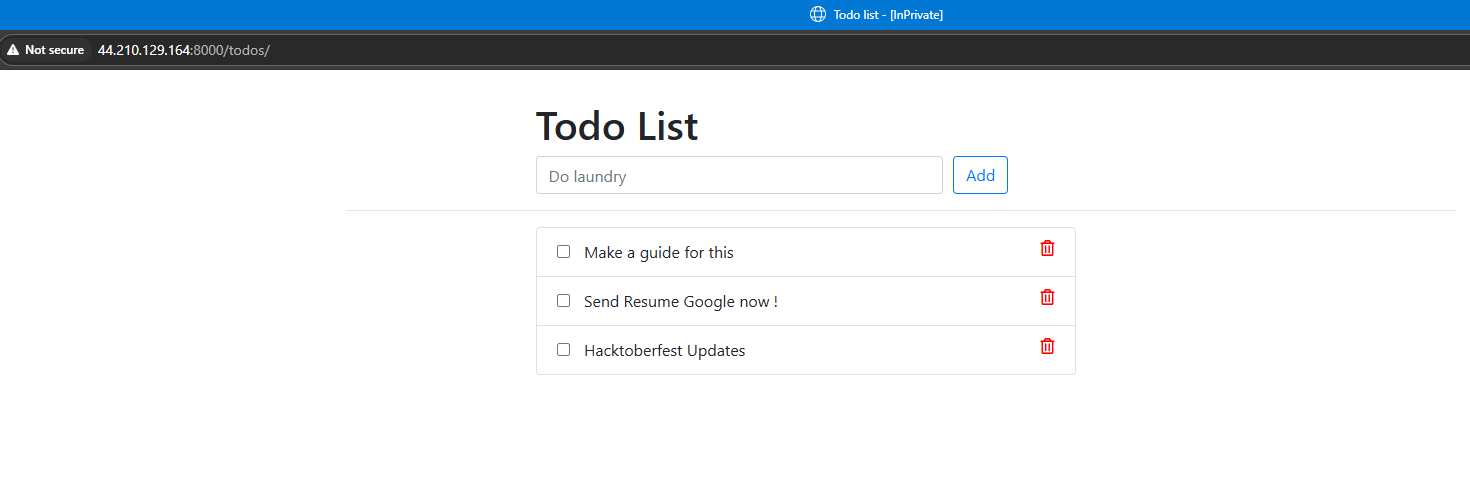 Todo list - [InPrivate]
Not secure 44.210.129.164:8000/todos/
Todo List
Do laundry Add
Make a guide for this
Send Resume Google now !
Hacktoberfest Updates